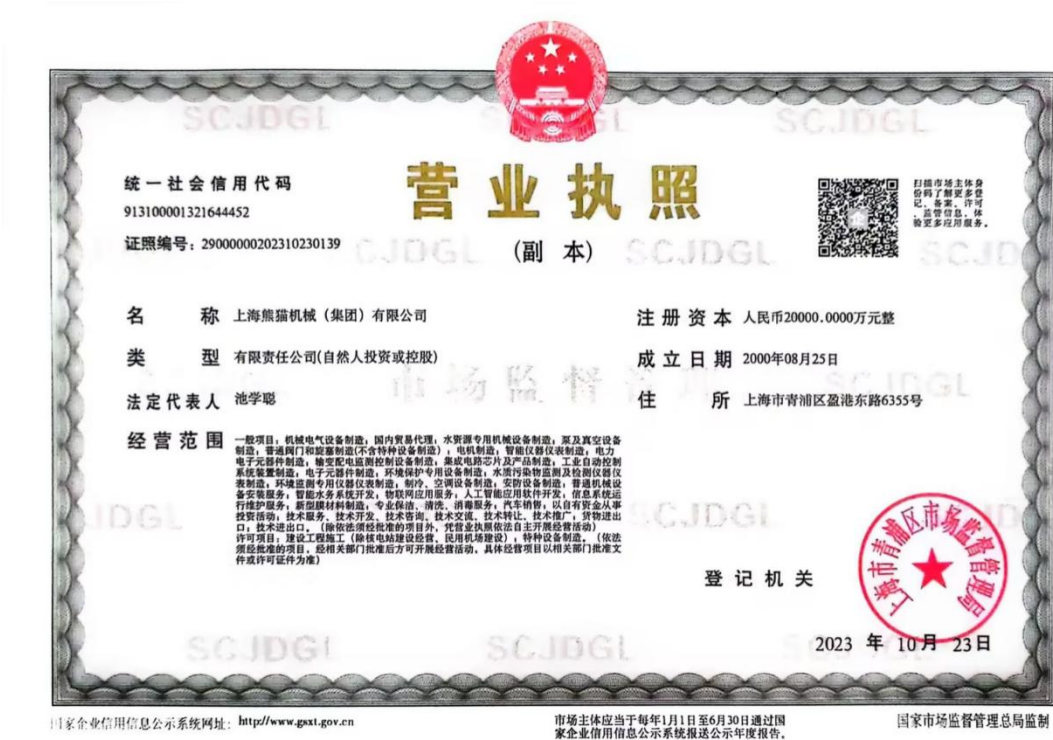 统一社会信用代码
913100001321644452
证照编号：29000000202310230139
营业执照
(副 本)
扫描市场主体身
份码了解更多登
记、备案、许可
、监管信息，体
验更多应用服务。
名 称 上海熊猫机械（集团）有限公司
类 型 有限责任公司(自然人投资或控股)
法定代表人 池学聪
经营范围 一般项目：机械电气设备制造；国内贸易代理；水资源专用机械设备制造；泵及真空设备
制造；普通阀门和旋塞制造(不含特种设备制造)；电机制造；智能仪器仪表制造；电力
电子元器件制造；输变配电监测控制设备制造；集成电路芯片及产品制造；工业自动控制
系统装置制造；电子元器件制造；环境保护专用设备制造；水质污染物监测及检测仪器仪
表制造；环境监测专用仪器仪表制造；制冷、空调设备制造；安防设备制造；普通机械设
备安装服务；智能水务系统开发；物联网应用服务；人工智能应用软件开发；信息系统运
行维护服务；新型膜材料制造；专业保洁、清洗、消毒服务；汽车销售；以自有资金从事
投资活动；技术服务、技术开发、技术咨询、技术交流、技术转让、技术推广；货物进出
口；技术进出口。（除依法须经批准的项目外，凭营业执照依法自主开展经营活动）
许可项目：建设工程施工（除核电站建设经营、民用机场建设）；特种设备制造。（依法
须经批准的项目，经相关部门批准后方可开展经营活动，具体经营项目以相关部门批准文
件或许可证件为准）
注册资本 人民币20000.0000万元整
成立日期 2000年08月25日
住 所 上海市青浦区盈港东路6355号
登记机关
上海市青浦区市场监督管理局
2023 年 10月 23日
SCJDGL
市场监督管理
国家企业信用信息公示系统网址：http://www.gsxt.gov.cn
市场主体应当于每年1月1日至6月30日通过国
家企业信用信息公示系统报送公示年度报告。
国家市场监督管理总局监制